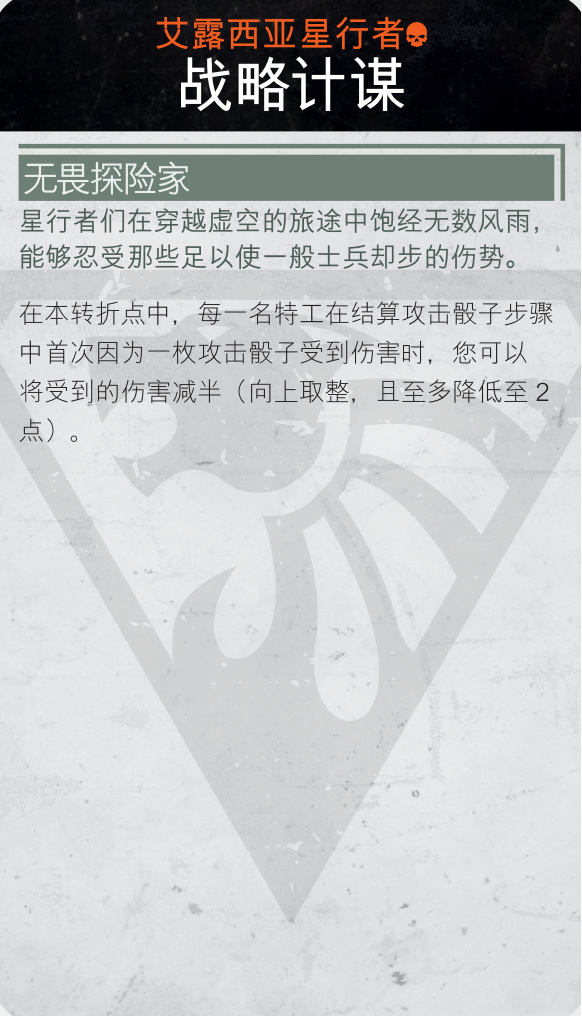 艾露西亚星行者
战略计谋
无畏探险家
星行者们在穿越虚空的旅途中饱经无数风雨，
能够忍受那些足以使一般士兵却步的伤势。
在本转折点中，每一名特工在结算攻击骰子步骤
中首次因为一枚攻击骰子受到伤害时，您可以
将受到的伤害减半（向上取整，且至多降低至 2
点）。